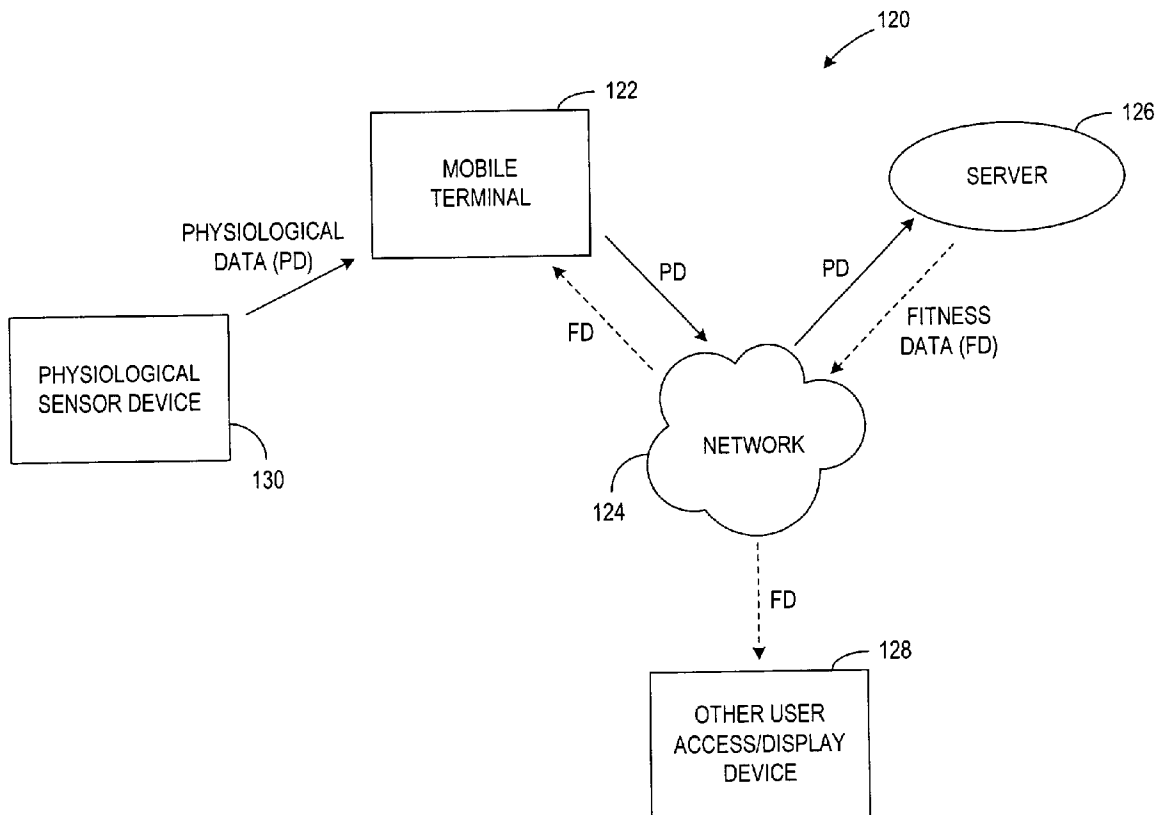 120
122
126
MOBILE
TERMINAL
SERVER
PHYSIOLOGICAL
DATA (PD)
PD
PD
FD
FITNESS
DATA (FD)
PHYSIOLOGICAL
SENSOR DEVICE
NETWORK
130
124
FD
128
OTHER USER
ACCESS/DISPLAY
DEVICE